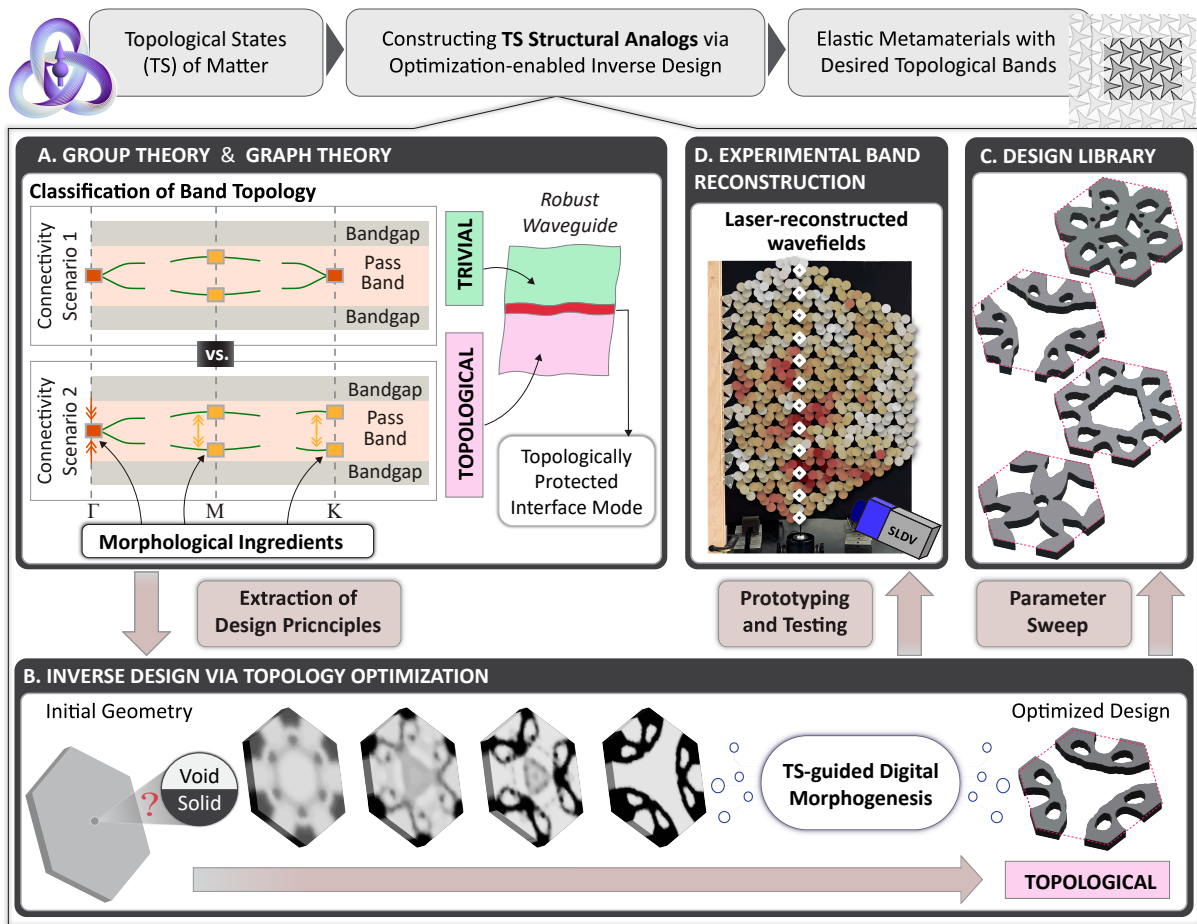 Topological States
(TS) of Matter
Constructing TS Structural Analogs via
Optimization-enabled Inverse Design
Elastic Metamaterials with
Desired Topological Bands
A. GROUP THEORY & GRAPH THEORY
Classification of Band Topology
Connectivity
Scenario 1
Bandgap
Pass
Band
Bandgap
vs.
Connectivity
Scenario 2
Bandgap
Pass
Band
Bandgap
Γ
M
K
Morphological Ingredients
TRIVIAL
TOPOLOGICAL
Robust
Waveguide
Topologically
Protected
Interface Mode
D. EXPERIMENTAL BAND
RECONSTRUCTION
Laser-reconstructed
wavefields
SLDV
C. DESIGN LIBRARY
Extraction of
Design Pricnciples
Prototyping
and Testing
Parameter
Sweep
B. INVERSE DESIGN VIA TOPOLOGY OPTIMIZATION
Initial Geometry
?
Void
Solid
TS-guided Digital
Morphogenesis
Optimized Design
TOPOLOGICAL